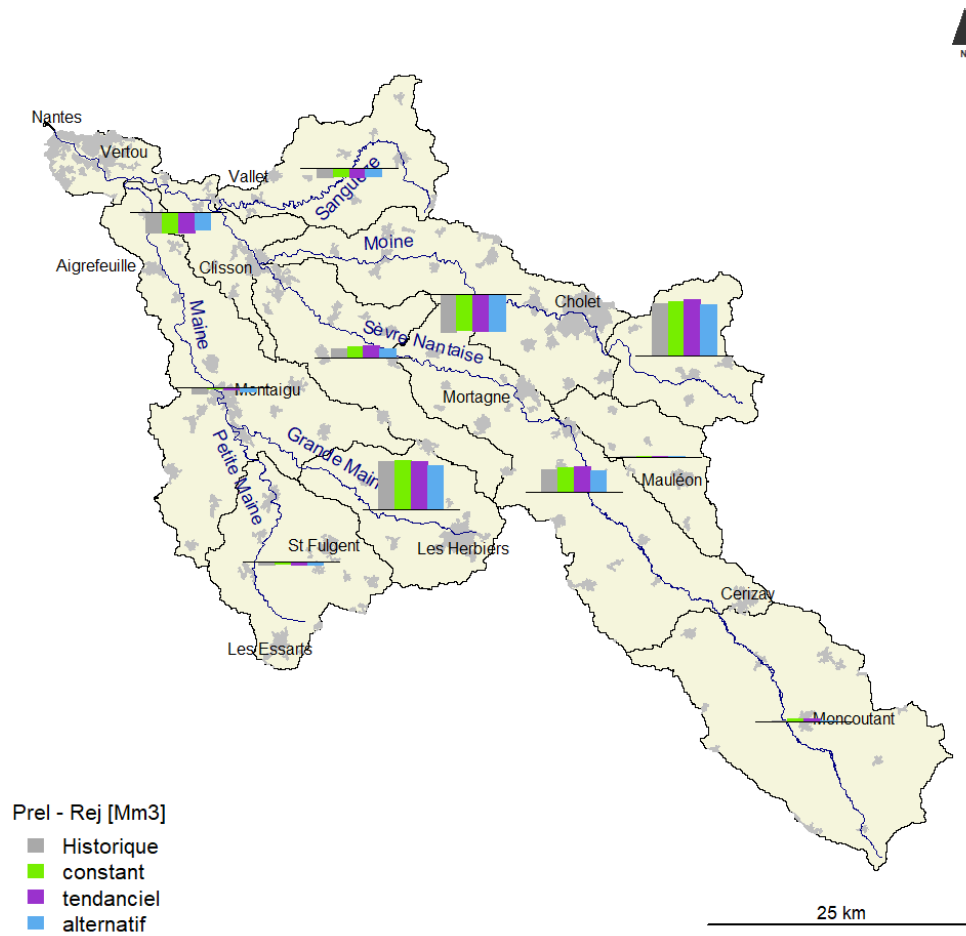 N
Nantes
Vertou
Vallet
Sanguèze
Moine
Aigrefeuille
Clisson
Cholet
Maine
Sèvre Nantaise
Montaigu
Mortagne
Grande Main
Petite Maine
Mauléon
St Fulgent
Les Herbiers
Cerizay
Les Essarts
Moncoutant
Prel - Rej [Mm3]
Historique
constant
tendanciel
alternatif
25 km